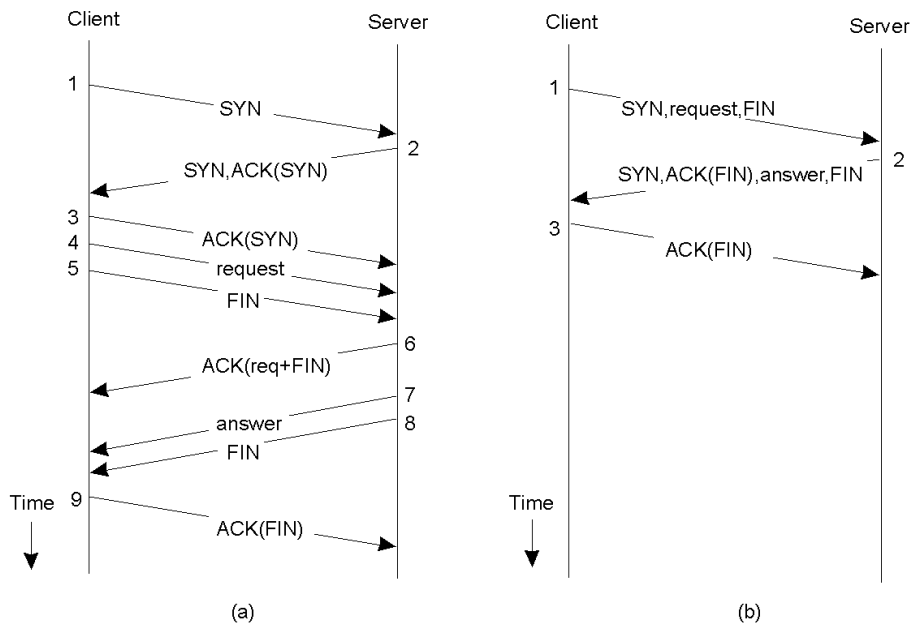 Client
Server
1
SYN
2
SYN,ACK(SYN)
3
ACK(SYN)
4
request
5
FIN
6
ACK(req+FIN)
7
answer
8
FIN
9
Time
ACK(FIN)
(a)
Client
Server
1
SYN,request,FIN
2
SYN,ACK(FIN),answer,FIN
3
ACK(FIN)
Time
(b)